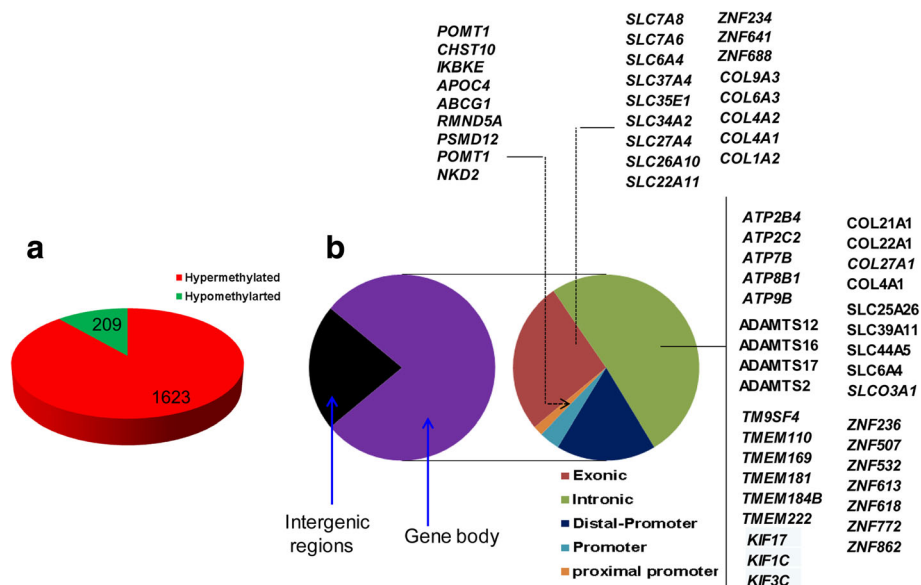 POMT1
CHST10
IKBKE
APOC4
ABCG1
RMND5A
PSMD12
POMT1
NKD2
SLC7A8
SLC7A6
SLC6A4
SLC37A4
SLC35E1
SLC34A2
SLC27A4
SLC26A10
SLC22A11
ZNF234
ZNF641
ZNF688
COL9A3
COL6A3
COL4A2
COL4A1
COL1A2
a
Hypermethylated
Hypomethylarted
209
1623
b
Intergenic
regions
Gene body
Exonic
Intronic
Distal-Promoter
Promoter
proximal promoter
ATP2B4
ATP2C2
ATP7B
ATP8B1
ATP9B
ADAMTS12
ADAMTS16
ADAMTS17
ADAMTS2
TM9SF4
TMEM110
TMEM169
TMEM181
TMEM184B
TMEM222
KIF17
KIF1C
KIF3C
COL21A1
COL22A1
COL27A1
COL4A1
SLC25A26
SLC39A11
SLC44A5
SLC6A4
SLCO3A1
ZNF236
ZNF507
ZNF532
ZNF613
ZNF618
ZNF772
ZNF862